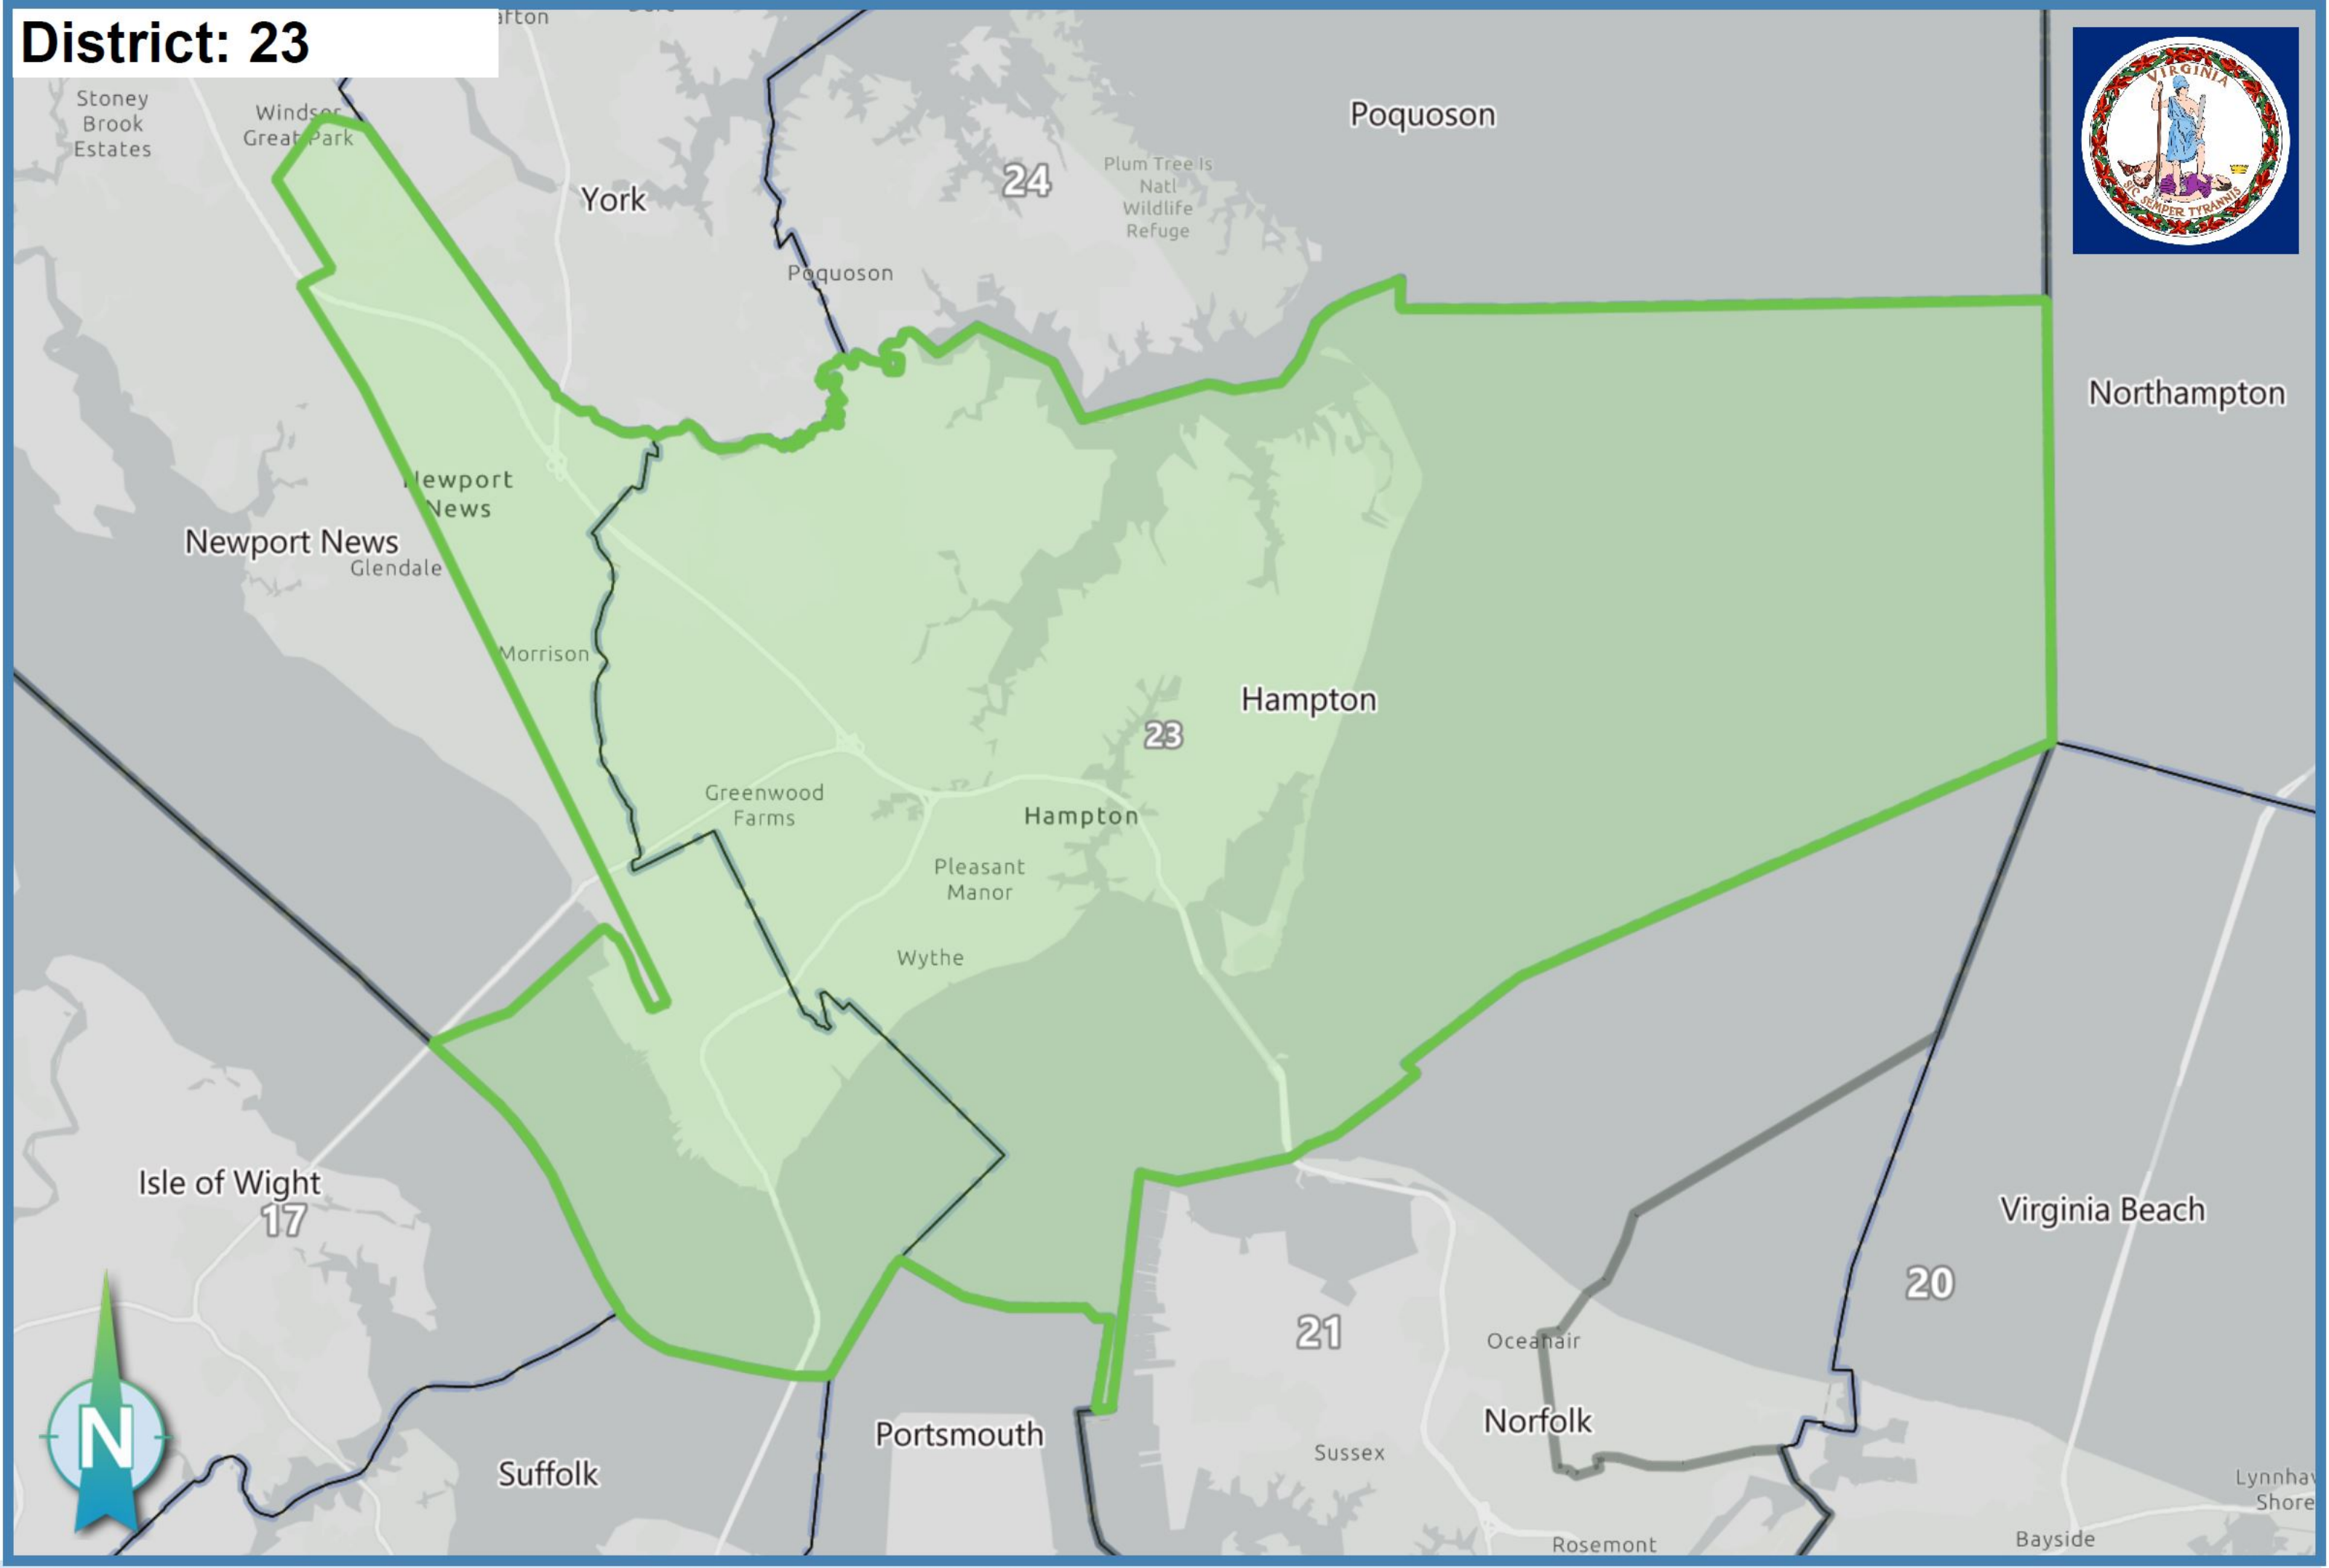 District: 23
afton
VIRGINIA
SIC SEMPER TYRANNIS
Stoney
Brook
Estates
Windsor
Great Park
Poquoson
24
Plum Tree Is
Natl
Wildlife
Refuge
York
Poquoson
Northampton
Newport
News
Newport News
Glendale
Morrison
Hampton
23
Greenwood
Farms
Hampton
Pleasant
Manor
Wythe
Isle of Wight
17
Virginia Beach
20
21
Oceanair
Norfolk
Portsmouth
Sussex
N
Suffolk
Lynnhav
Shore
Bayside
Rosemont